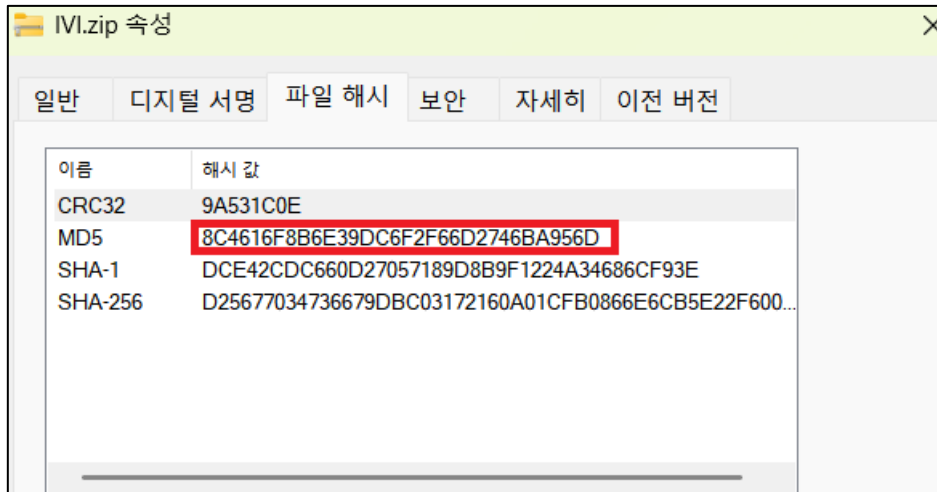 IVI.zip 속성
일반 디지털 서명 파일 해시 보안 자세히 이전 버전
이름 해시 값
CRC32 9A531C0E
MD5 8C4616F8B6E39DC6F2F66D2746BA956D
SHA-1 DCE42CDC660D27057189D8B9F1224A34686CF93E
SHA-256 D25677034736679DBC03172160A01CFB0866E6CB5E22F600...